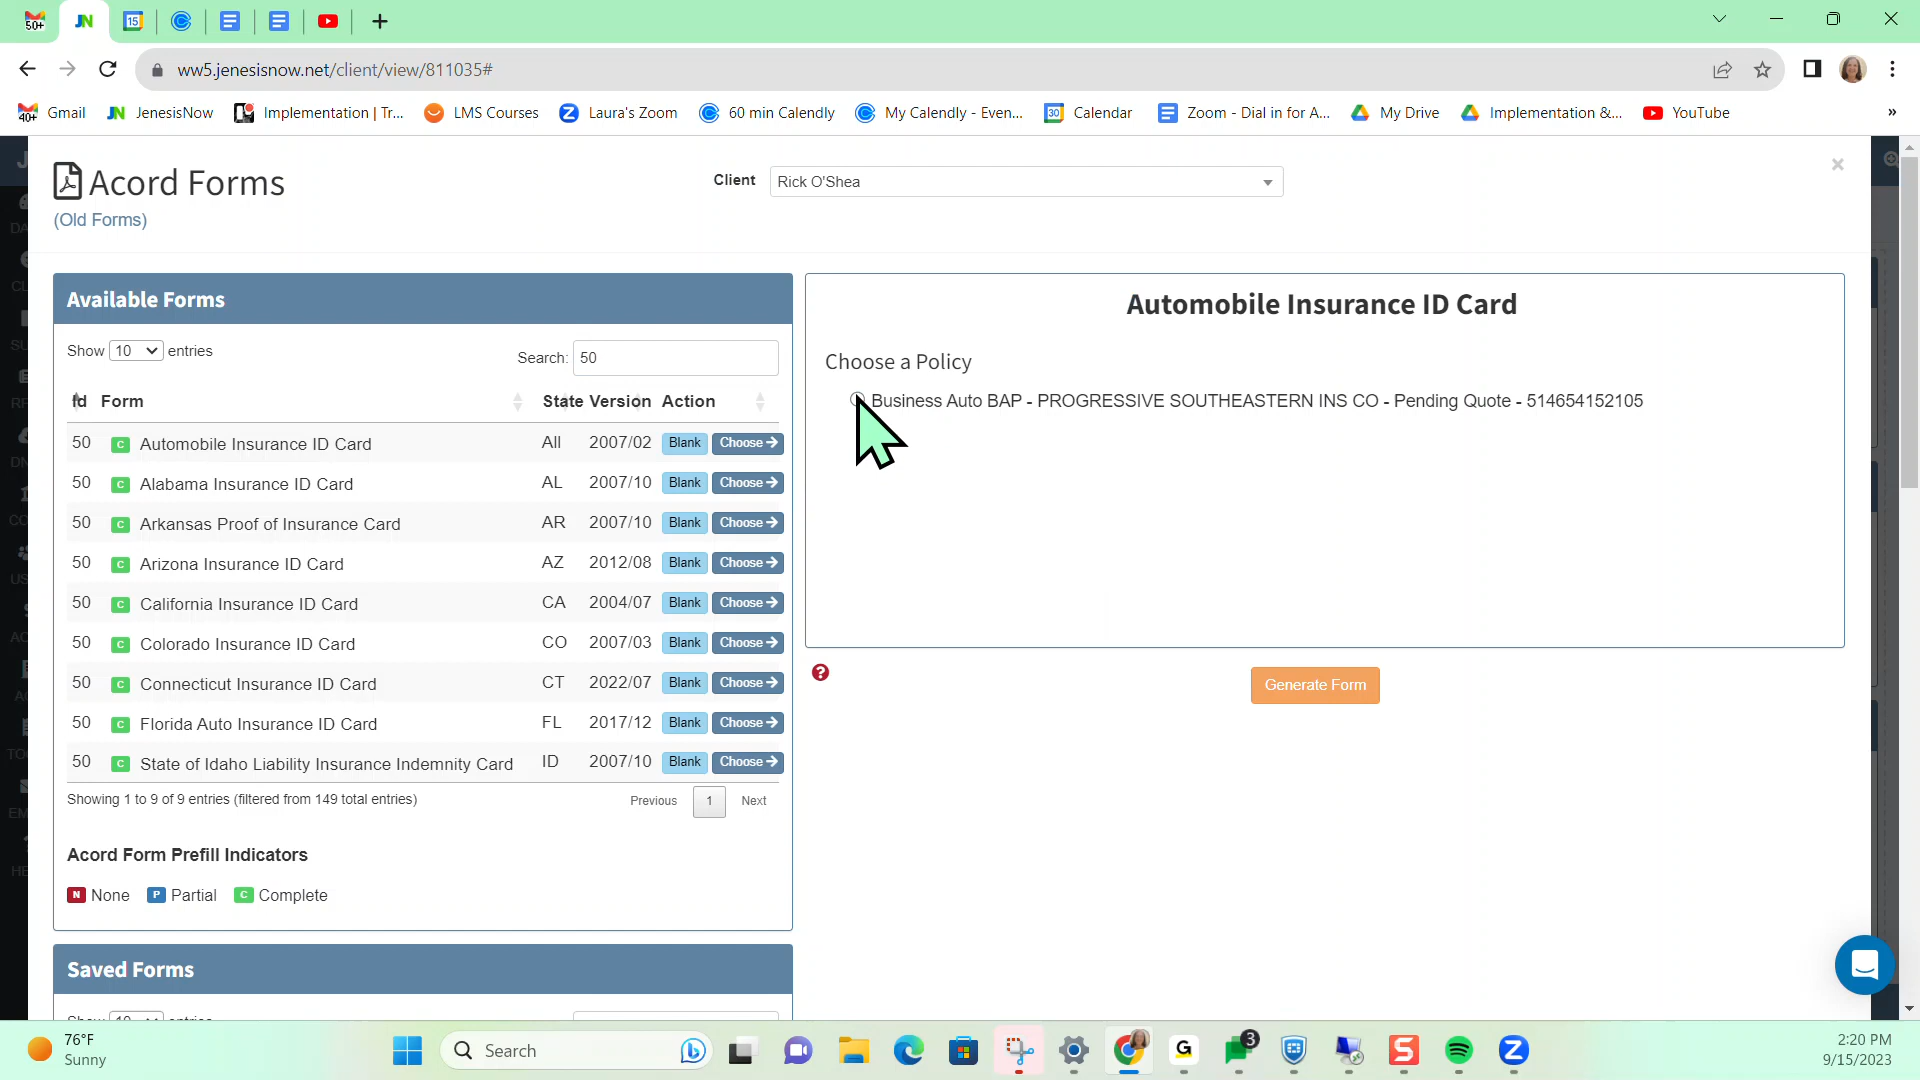 50+
JN
15
ww5.jenesisnow.net/client/view/811035#
40+ Gmail JN JenesisNow Implementation | Tr... LMS Courses Laura's Zoom 60 min Calendly My Calendly - Even... 30 Calendar Zoom - Dial in for A... My Drive Implementation &... YouTube »
Acord Forms
(Old Forms)
Client Rick O'Shea
×
Available Forms
Show 10 entries
Search: 50
Id Form State Version Action
50 C Automobile Insurance ID Card All 2007/02 Blank Choose
50 C Alabama Insurance ID Card AL 2007/10 Blank Choose
50 C Arkansas Proof of Insurance Card AR 2007/10 Blank Choose
50 C Arizona Insurance ID Card AZ 2012/08 Blank Choose
50 C California Insurance ID Card CA 2004/07 Blank Choose
50 C Colorado Insurance ID Card CO 2007/03 Blank Choose
50 C Connecticut Insurance ID Card CT 2022/07 Blank Choose
50 C Florida Auto Insurance ID Card FL 2017/12 Blank Choose
50 C State of Idaho Liability Insurance Indemnity Card ID 2007/10 Blank Choose
Showing 1 to 9 of 9 entries (filtered from 149 total entries)
Previous 1 Next
Acord Form Prefill Indicators
N None P Partial C Complete
Saved Forms
Automobile Insurance ID Card
Choose a Policy
Business Auto BAP - PROGRESSIVE SOUTHEASTERN INS CO - Pending Quote - 514654152105
Generate Form
76°F
Sunny
Search
3
2:20 PM
9/15/2023